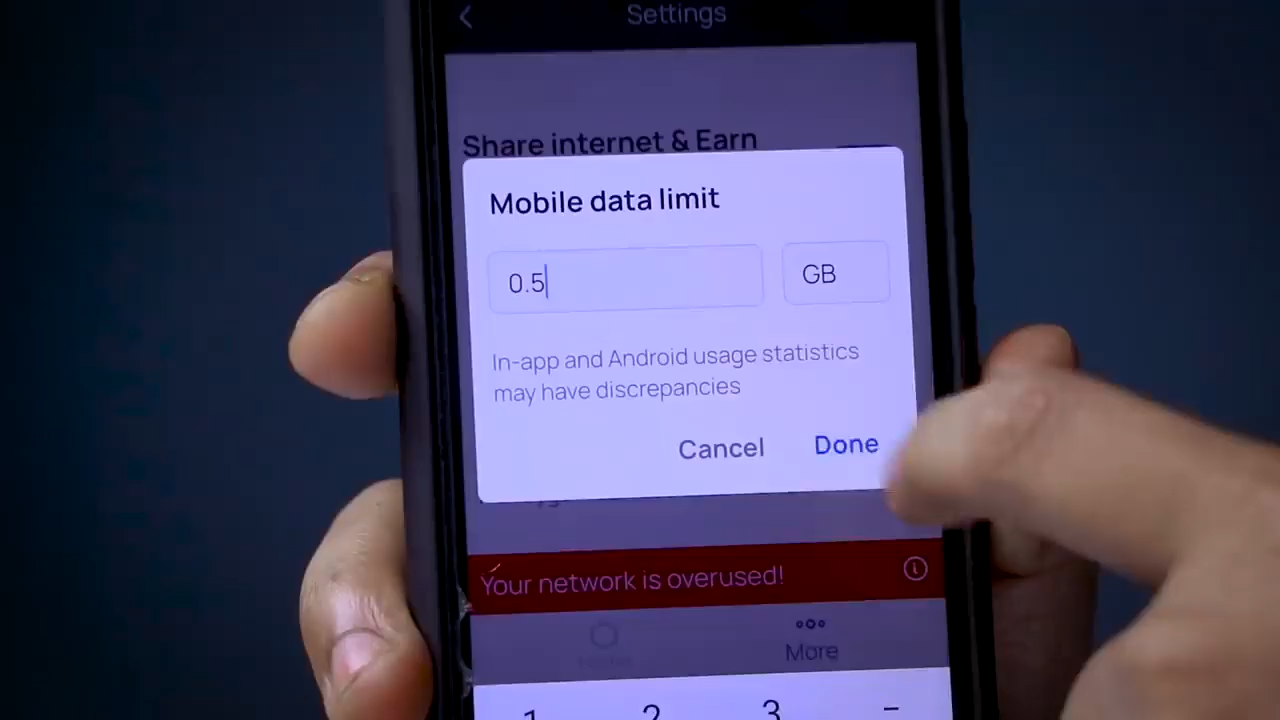 Settings
Share internet & Earn
Mobile data limit
0.5 GB
In-app and Android usage statistics
may have discrepancies
Cancel Done
Your network is overused!
More
1 2 3 -